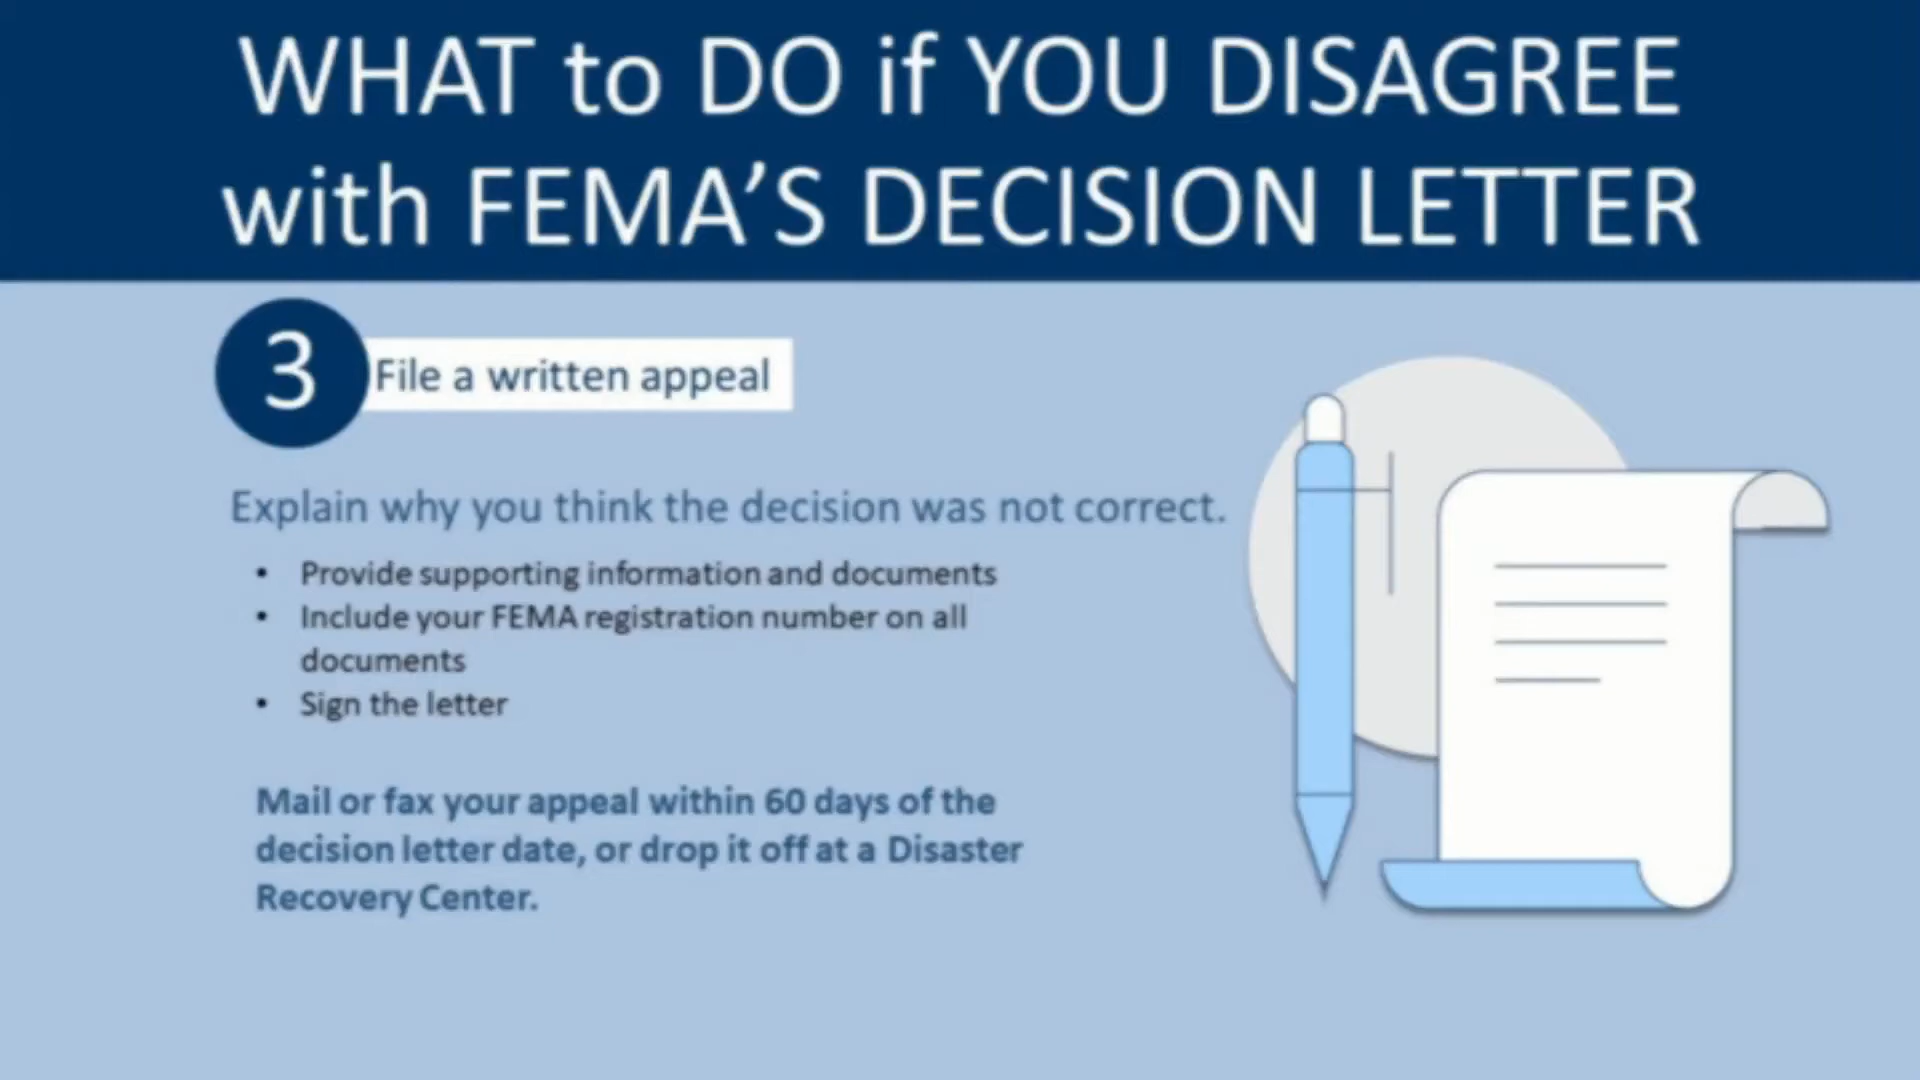 WHAT to DO if YOU DISAGREE
with FEMA’S DECISION LETTER
3
File a written appeal
Explain why you think the decision was not correct.
• Provide supporting information and documents
• Include your FEMA registration number on all
documents
• Sign the letter
Mail or fax your appeal within 60 days of the
decision letter date, or drop it off at a Disaster
Recovery Center.